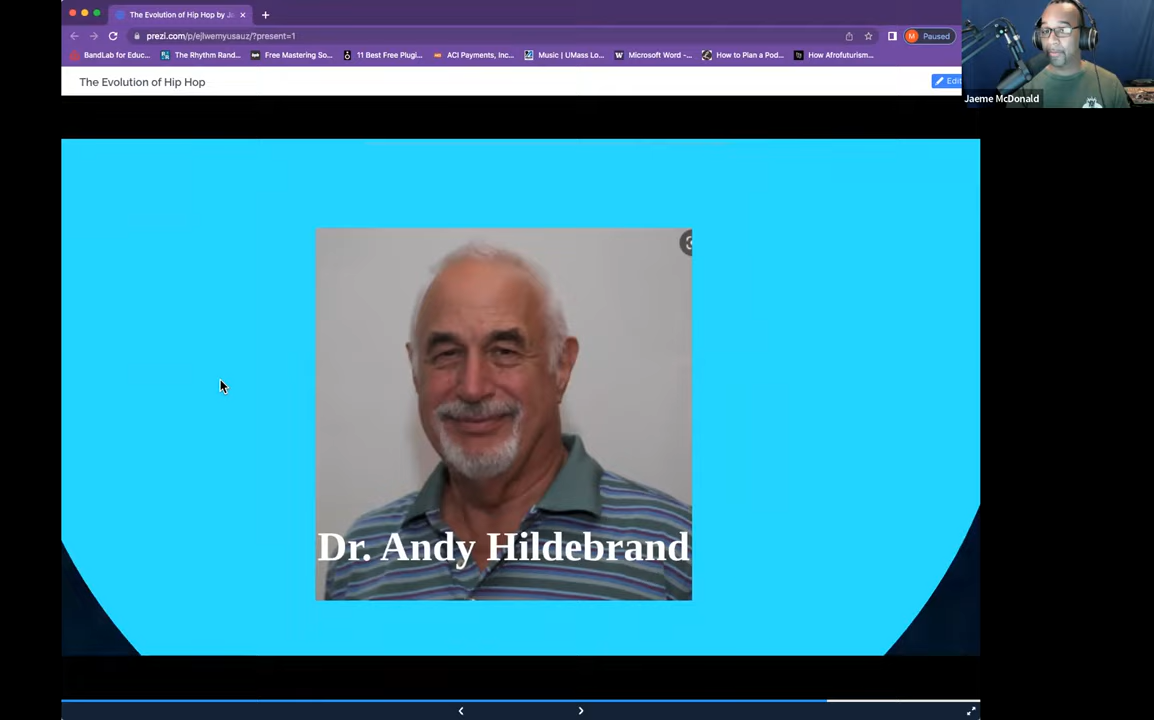 The Evolution of Hip Hop by Ja
prezi.com/p/ejlwemyusauz/?present=1
M Paused
BandLab for Educ...
The Rhythm Rand...
Free Mastering So...
11 Best Free Plugi...
ACI Payments, Inc...
Music | UMass Lo...
Microsoft Word -...
How to Plan a Pod...
How Afrofuturism...
The Evolution of Hip Hop
Edit
Jaeme McDonald
Dr. Andy Hildebrand